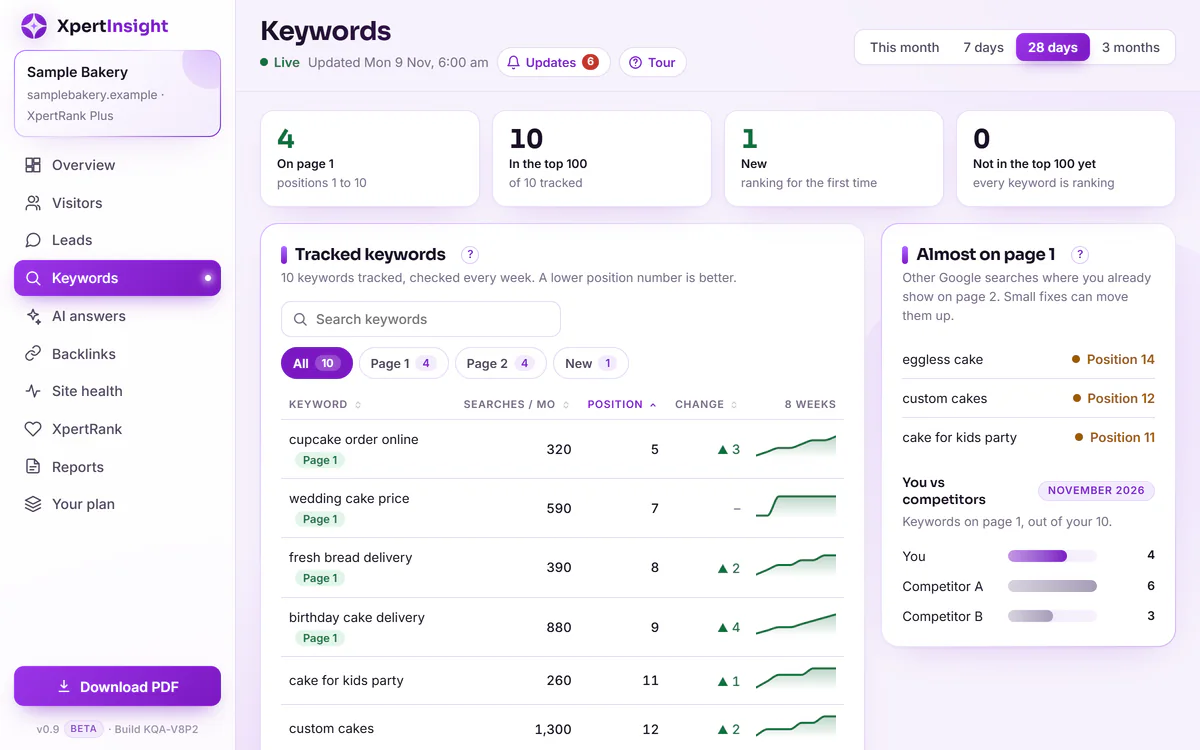 XpertInsight
Sample Bakery
samplebakery.example ·
XpertRank Plus
Overview
Visitors
Leads
Keywords
AI answers
Backlinks
Site health
XpertRank
Reports
Your plan
Download PDF
v0.9 BETA · Build KQA-V8P2
Keywords
Live Updated Mon 9 Nov, 6:00 am Updates 6 Tour
This month 7 days 28 days 3 months
4
On page 1
positions 1 to 10
10
In the top 100
of 10 tracked
1
New
ranking for the first time
0
Not in the top 100 yet
every keyword is ranking
Tracked keywords ?
10 keywords tracked, checked every week. A lower position number is better.
Search keywords
All 10 Page 1 4 Page 2 4 New 1
KEYWORD SEARCHES / MO POSITION CHANGE 8 WEEKS
cupcake order online 320 5 ▲ 3
Page 1
wedding cake price 590 7 –
Page 1
fresh bread delivery 390 8 ▲ 2
Page 1
birthday cake delivery 880 9 ▲ 4
Page 1
cake for kids party 260 11 ▲ 1
custom cakes 1,300 12 ▲ 2
Almost on page 1 ?
Other Google searches where you already
show on page 2. Small fixes can move
them up.
eggless cake Position 14
custom cakes Position 12
cake for kids party Position 11
You vs
competitors
NOVEMBER 2026
Keywords on page 1, out of your 10.
You 4
Competitor A 6
Competitor B 3